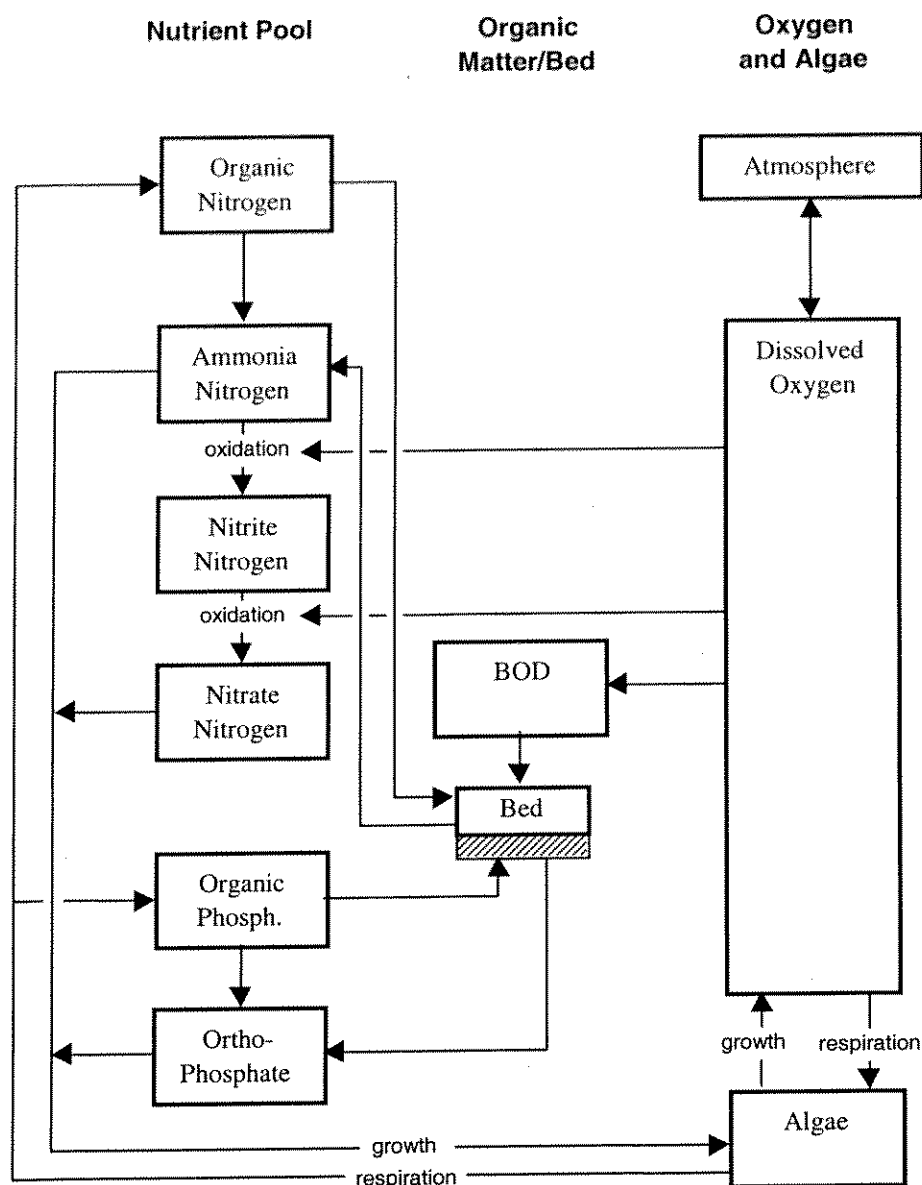 Nutrient Pool
Organic
Matter/Bed
Oxygen
and Algae
Organic
Nitrogen
Atmosphere
Ammonia
Nitrogen
Dissolved
Oxygen
oxidation
Nitrite
Nitrogen
oxidation
BOD
Nitrate
Nitrogen
Bed
Organic
Phosph.
Ortho-
Phosphate
growth
respiration
Algae
growth
respiration